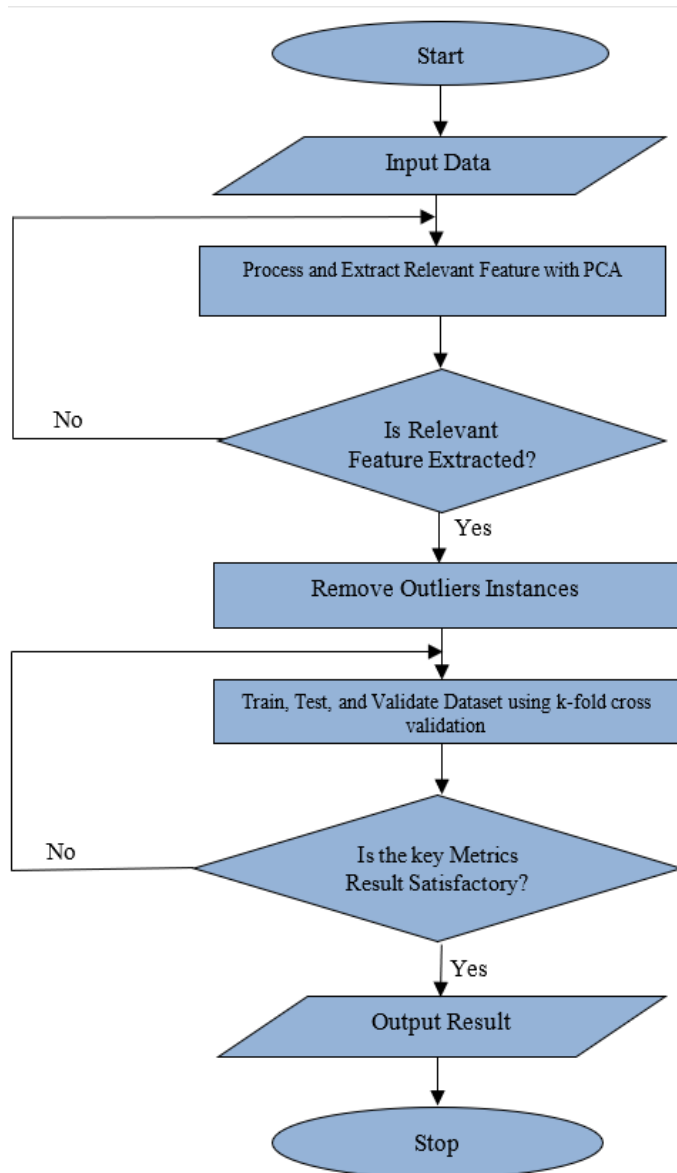 Start
Input Data
Process and Extract Relevant Feature with PCA
No
Is Relevant
Feature Extracted?
Yes
Remove Outliers Instances
Train, Test, and Validate Dataset using k-fold cross
validation
No
Is the key Metrics
Result Satisfactory?
Yes
Output Result
Stop